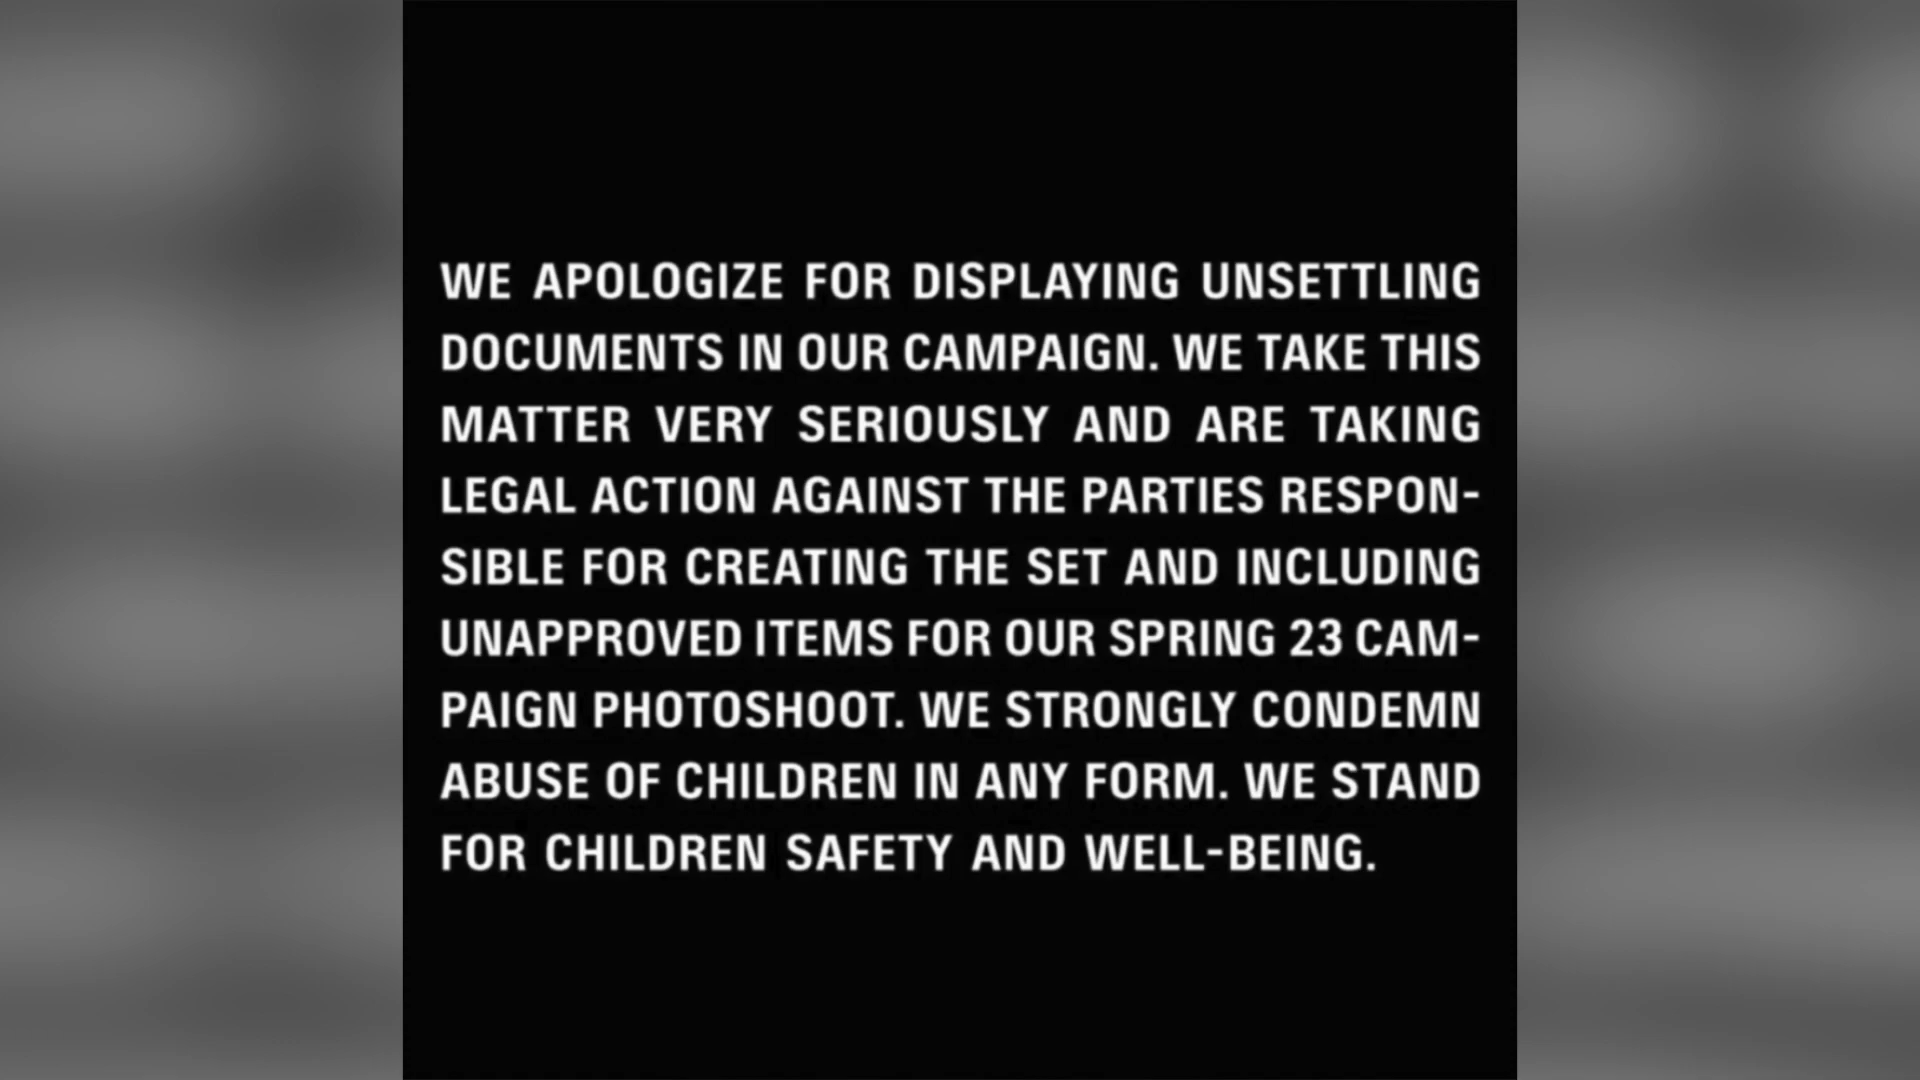 WE APOLOGIZE FOR DISPLAYING UNSETTLING
DOCUMENTS IN OUR CAMPAIGN. WE TAKE THIS
MATTER VERY SERIOUSLY AND ARE TAKING
LEGAL ACTION AGAINST THE PARTIES RESPON-
SIBLE FOR CREATING THE SET AND INCLUDING
UNAPPROVED ITEMS FOR OUR SPRING 23 CAM-
PAIGN PHOTOSHOOT. WE STRONGLY CONDEMN
ABUSE OF CHILDREN IN ANY FORM. WE STAND
FOR CHILDREN SAFETY AND WELL-BEING.